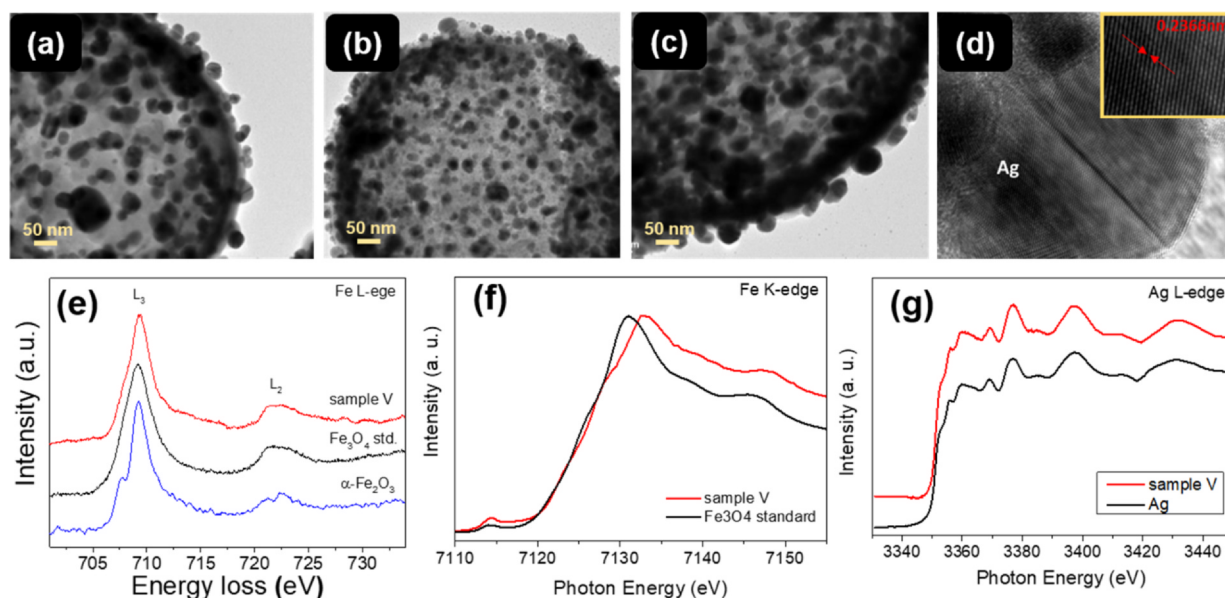 (a)
50 nm
(b)
50 nm
(c)
50 nm
(d)
0.2366nm
Ag
(e)
Fe L-ege
L3
L2
sample V
Fe3O4 std.
α-Fe2O3
Intensity (a.u.)
705 710 715 720 725 730
Energy loss (eV)
(f)
Fe K-edge
Intensity (a. u.)
sample V
Fe3O4 standard
7110 7120 7130 7140 7150
Photon Energy (eV)
(g)
Ag L-edge
Intensity (a. u.)
sample V
Ag
3340 3360 3380 3400 3420 3440
Photon Energy (eV)